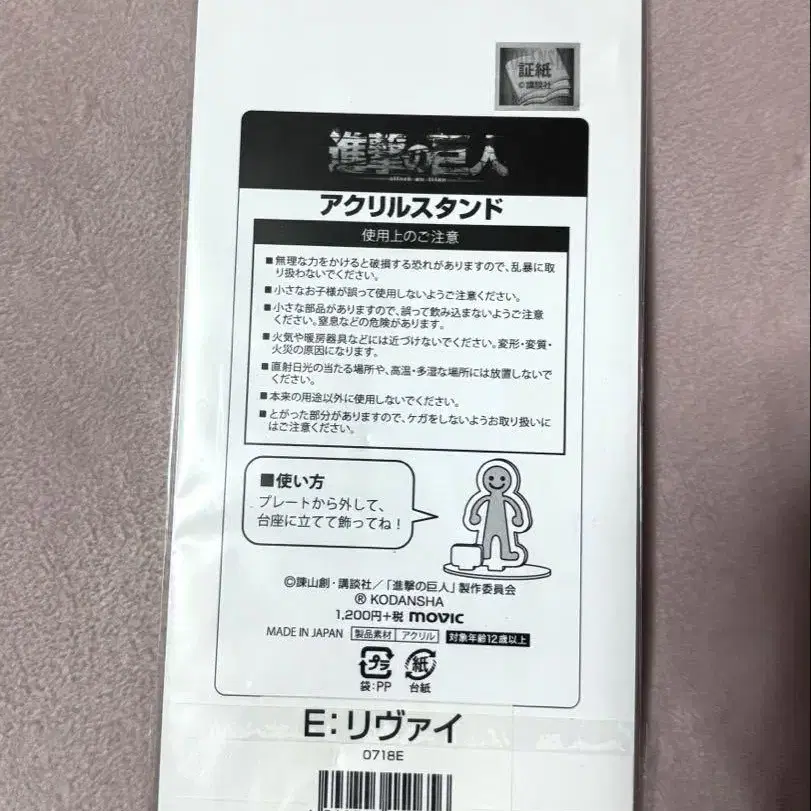 証紙
©講談社
進撃の巨人
attack on titan
アクリルスタンド
使用上のご注意
■無理な力をかけると破損する恐れがありますので、乱暴に取
り扱わないでください。
■小さなお子様が誤って使用しないようご注意ください。
■小さな部品がありますので、誤って飲み込まないようご注意
ください。窒息などの危険があります。
■火気や暖房器具などには近づけないでください。変形・変質・
火災の原因になります。
■直射日光の当たる場所や、高温・多湿な場所には放置しないで
ください。
■本来の用途以外に使用しないでください。
■とがった部分がありますので、ケガをしないようお取り扱いに
はご注意ください。
■使い方
プレートから外して、
台座に立てて飾ってね！
©諫山創・講談社／「進撃の巨人」製作委員会
® KODANSHA
1,200円+税 movic
MADE IN JAPAN 製品素材 アクリル 対象年齢12歳以上
プラ 紙
袋：PP 台紙
E：リヴァイ
0718E